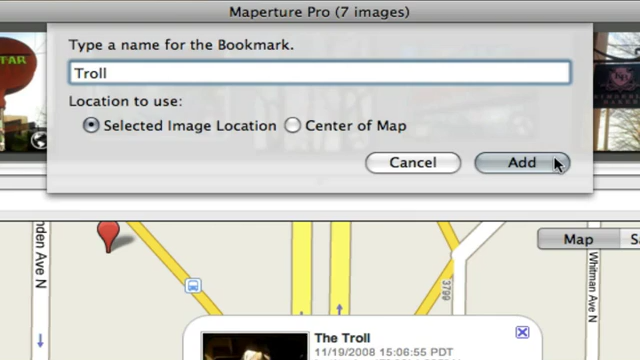 Maperture Pro (7 images)
Type a name for the Bookmark.
Troll
Location to use:
Selected Image Location
Center of Map
Cancel
Add
Map
Whitman Ave N
3799
The Troll
11/19/2008 15:06:55 PDT